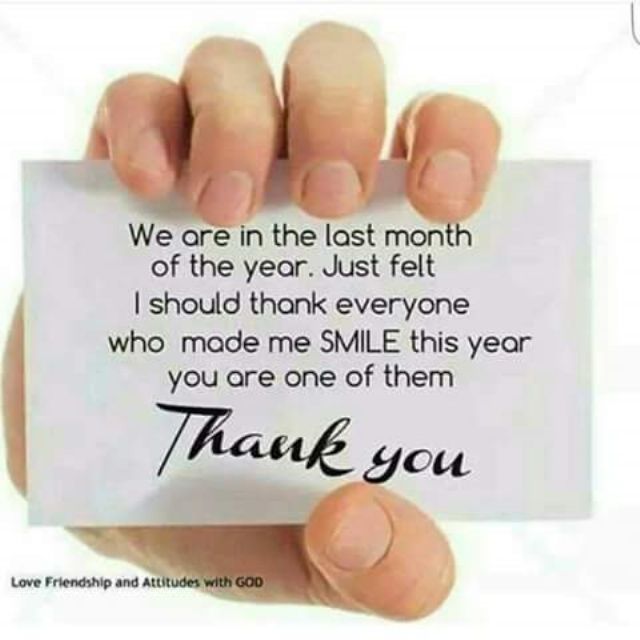 We are in the last month
of the year. Just felt
I should thank everyone
who made me SMILE this year
you are one of them
Thank you
Love Friendship and Attitudes with GOD